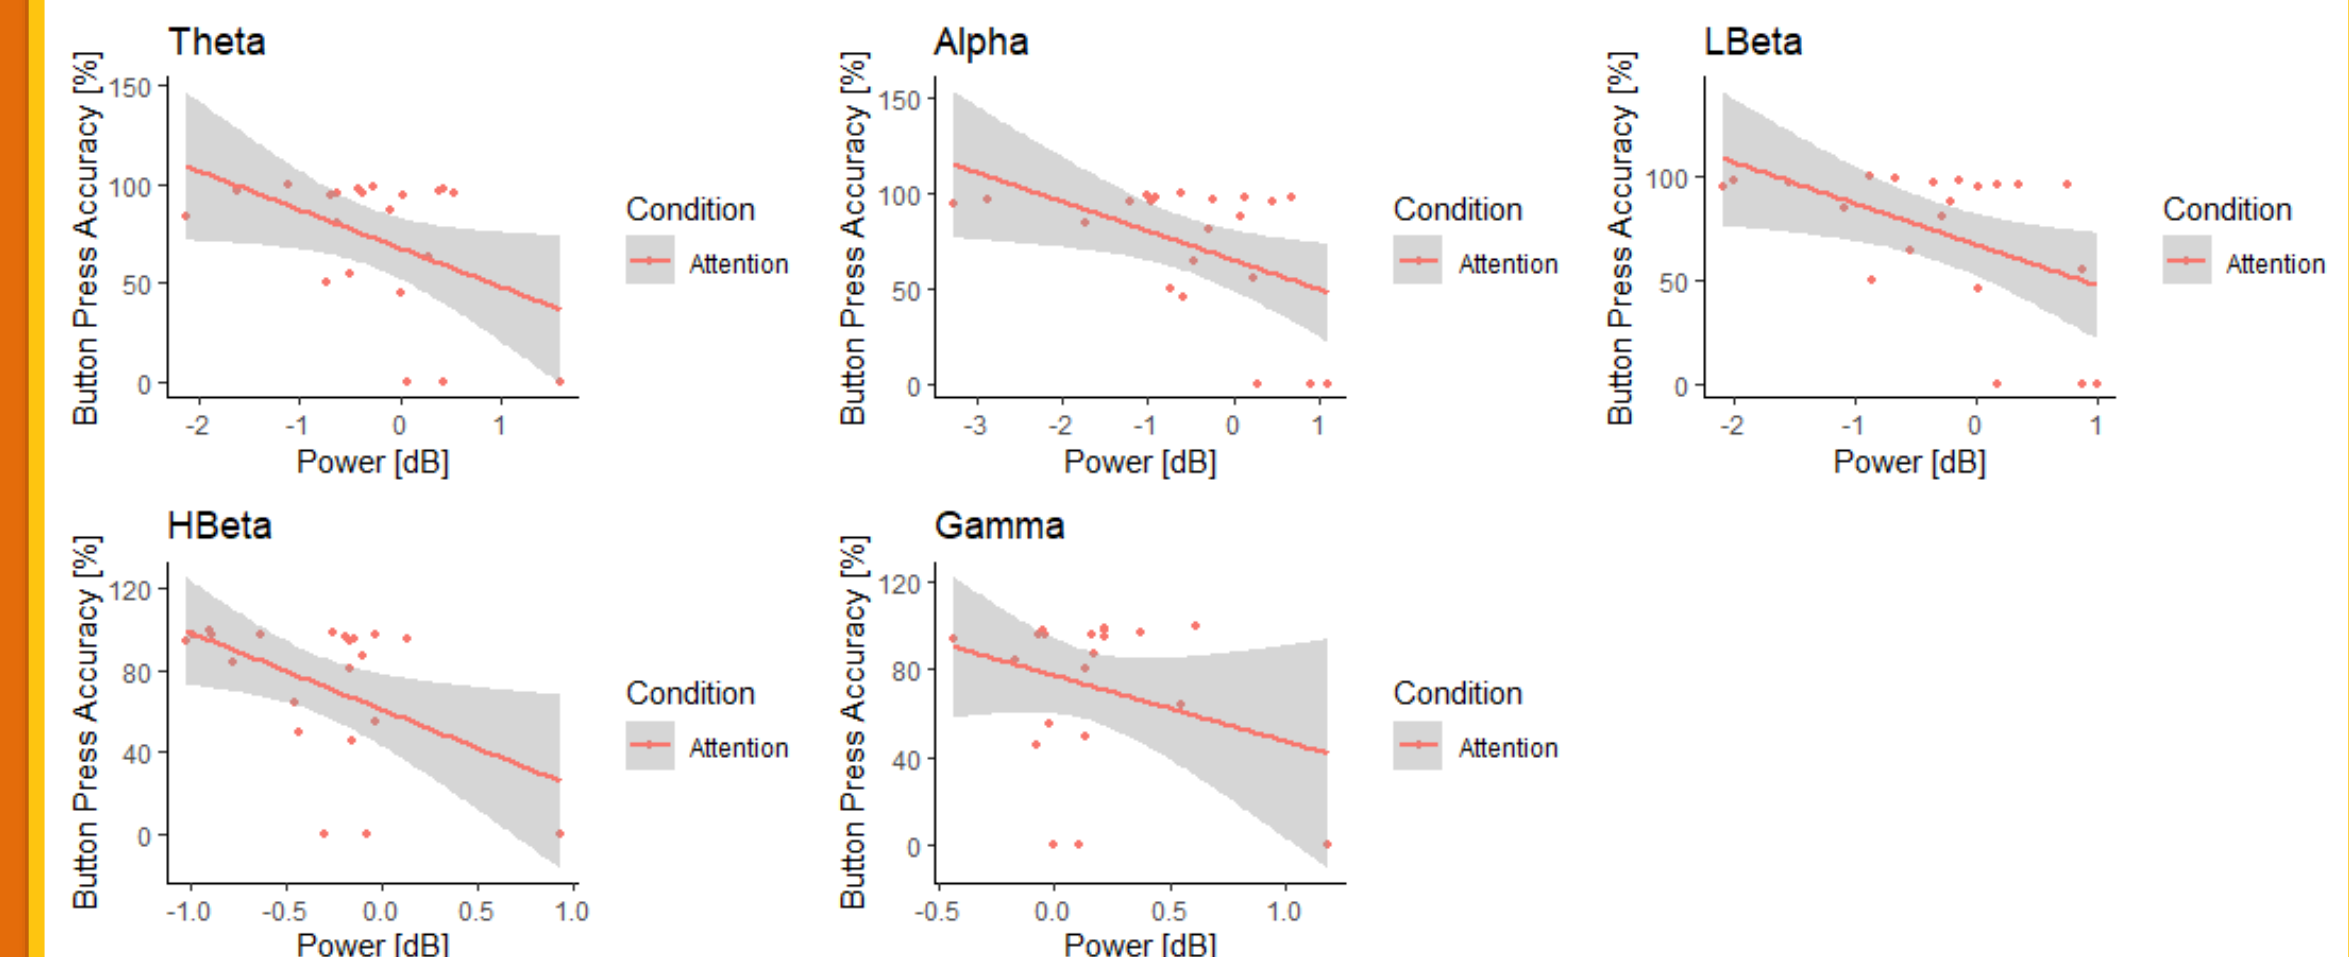 Theta
Button Press Accuracy [%]
150
100
50
0
-2 -1 0 1
Power [dB]
Condition
Attention
Alpha
Button Press Accuracy [%]
150
100
50
0
-3 -2 -1 0 1
Power [dB]
Condition
Attention
LBeta
Button Press Accuracy [%]
100
50
0
-2 -1 0 1
Power [dB]
Condition
Attention
HBeta
Button Press Accuracy [%]
120
80
40
0
-1.0 -0.5 0.0 0.5 1.0
Power [dB]
Condition
Attention
Gamma
Button Press Accuracy [%]
120
80
40
0
-0.5 0.0 0.5 1.0
Power [dB]
Condition
Attention